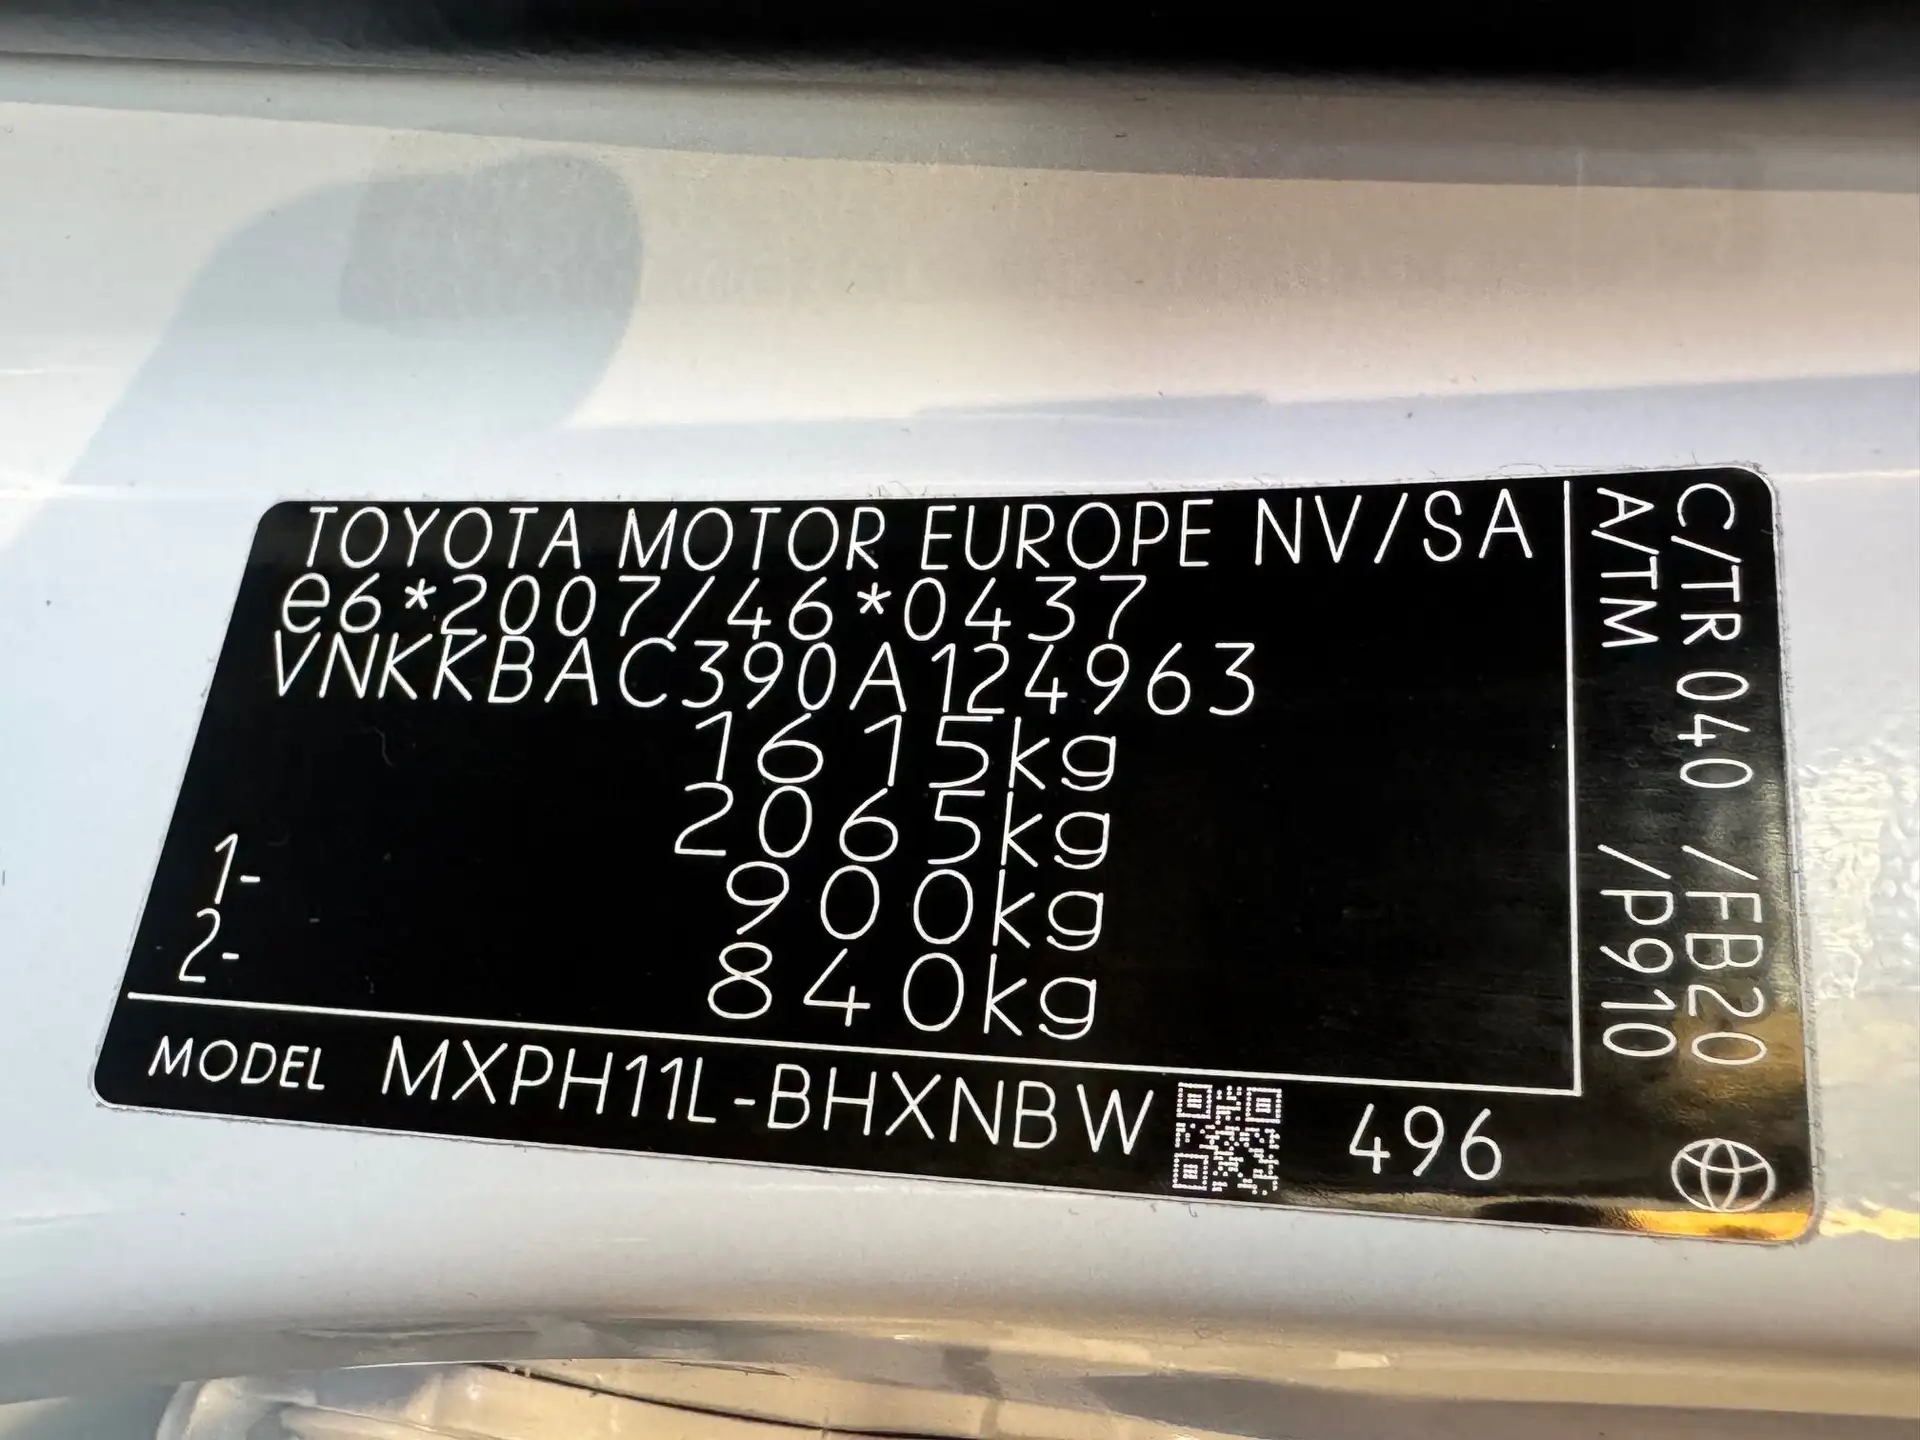 TOYOTA MOTOR EUROPE NV/SA
e6*2007/46*0437
VNKKBAC390A124963
1615kg
2065kg
1- 900kg
2- 840kg
MODEL MXPH11L-BHXNBW 496
C/TR 040 /FB20
A/TM /P910